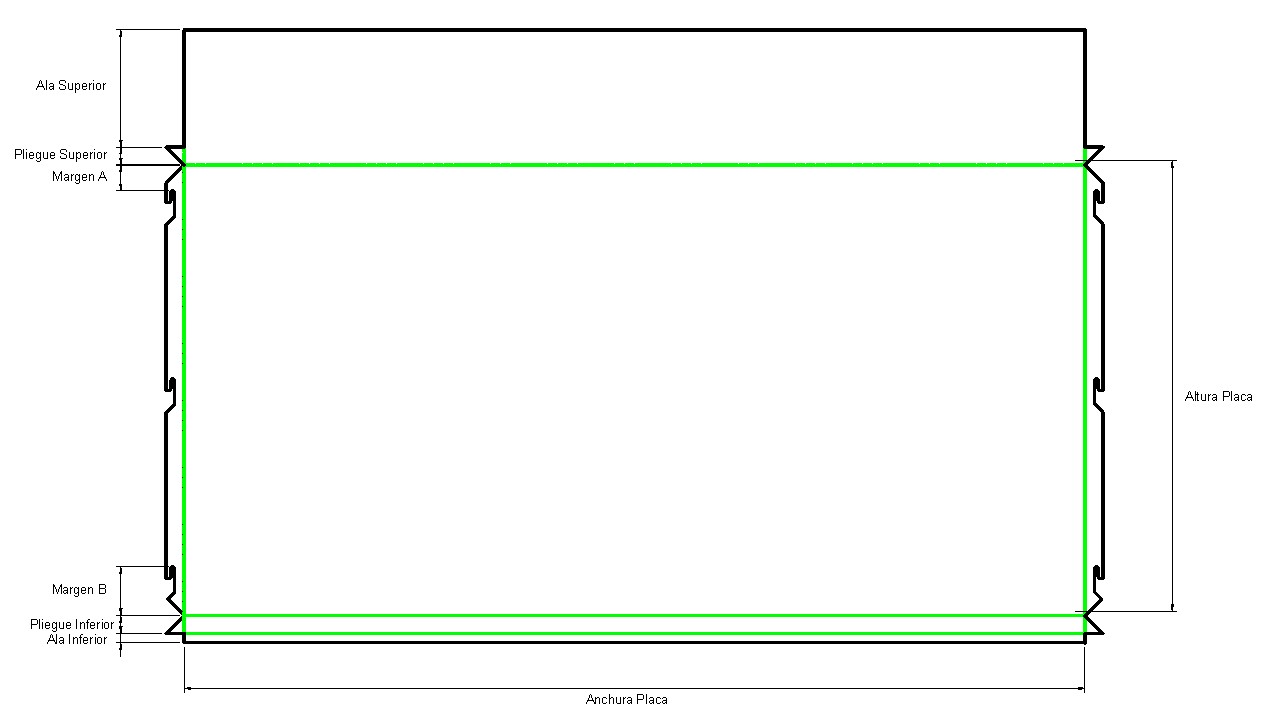 Ala Superior
Pliegue Superior
Margen A
Altura Placa
Margen B
Pliegue Inferior
Ala Inferior
Anchura Placa